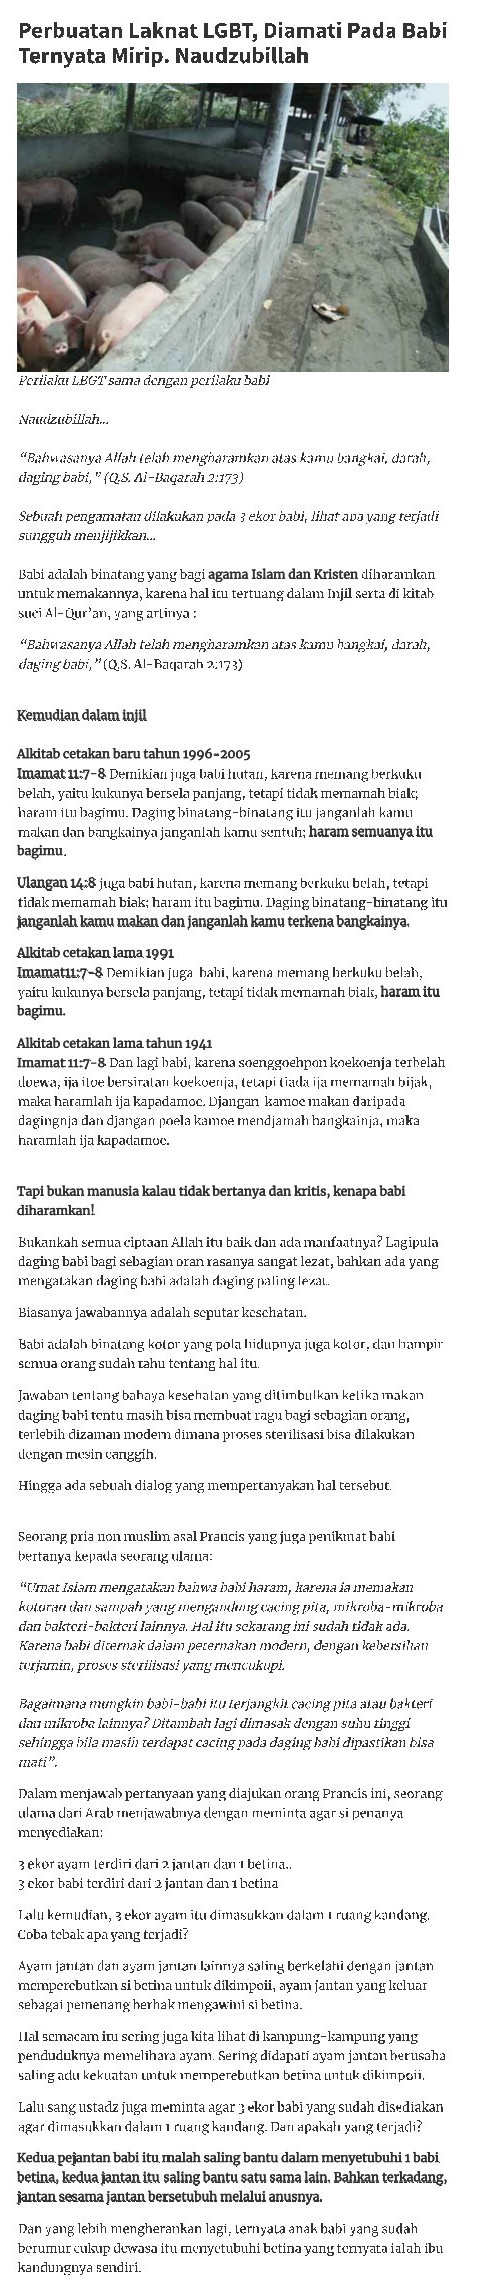 Perbuatan Laknat LGBT, Diamati Pada Babi
Ternyata Mirip. Naudzubillah
Perilaku LBGT sama dengan perilaku babi
Naudzubillah...
“Bahwasanya Allah telah mengharamkan atas kamu bangkai, darah,
daging babi,” (Q.S. Al-Baqarah 2:173)
Sebuah pengamatan dilakukan pada 3 ekor babi, lihat apa yang terjadi
sungguh menjijikkan...
Babi adalah binatang yang bagi agama Islam dan Kristen diharamkan
untuk memakannya, karena hal itu tertuang dalam Injil serta di kitab
suci Al-Qur’an, yang artinya :
“Bahwasanya Allah telah mengharamkan atas kamu bangkai, darah,
daging babi,” (Q.S. Al-Baqarah 2:173)
Kemudian dalam injil
Alkitab cetakan baru tahun 1996-2005
Imamat 11:7-8 Demikian juga babi hutan, karena memang berkuku
belah, yaitu kukunya bersela panjang, tetapi tidak memamah biak;
haram itu bagimu. Daging binatang-binatang itu janganlah kamu
makan dan bangkainya janganlah kamu sentuh; haram semuanya itu
bagimu.
Ulangan 14:8 juga babi hutan, karena memang berkuku belah, tetapi
tidak memamah biak; haram itu bagimu. Daging binatang-binatang itu
janganlah kamu makan dan janganlah kamu terkena bangkainya.
Alkitab cetakan lama 1991
Imamat11:7-8 Demikian juga babi, karena memang berkuku belah,
yaitu kukunya bersela panjang, tetapi tidak memamah biak, haram itu
bagimu.
Alkitab cetakan lama tahun 1941
Imamat 11:7-8 Dan lagi babi, karena soenggoehpon koekoenja terbelah
doewa, ija itoe bersiratan koekoenja, tetapi tiada ija memamah bijak,
maka haramlah ija kapadamoe. Djangan kamoe makan daripada
dagingnja dan djangan poela kamoe mendjamah bangkainja, maka
haramlah ija kapadamoe.
Tapi bukan manusia kalau tidak bertanya dan kritis, kenapa babi
diharamkan!
Bukankah semua ciptaan Allah itu baik dan ada manfaatnya? Lagipula
daging babi bagi sebagian oran rasanya sangat lezat, bahkan ada yang
mengatakan daging babi adalah daging paling lezat.
Biasanya jawabannya adalah seputar kesehatan.
Babi adalah binatang kotor yang pola hidupnya juga kotor, dan hampir
semua orang sudah tahu tentang hal itu.
Jawaban tentang bahaya kesehatan yang ditimbulkan ketika makan
daging babi tentu masih bisa membuat ragu bagi sebagian orang,
terlebih dizaman modern dimana proses sterilisasi bisa dilakukan
dengan mesin canggih.
Hingga ada sebuah dialog yang mempertanyakan hal tersebut.
Seorang pria non muslim asal Prancis yang juga penikmat babi
bertanya kepada seorang ulama:
“Umat Islam mengatakan bahwa babi haram, karena ia memakan
kotoran dan sampah yang mengandung cacing pita, mikroba-mikroba
dan bakteri-bakteri lainnya. Hal itu sekarang ini sudah tidak ada.
Karena babi diternak dalam peternakan modern, dengan kebersihan
terjamin, proses sterilisasi yang mencukupi.
Bagaimana mungkin babi-babi itu terjangkit cacing pita atau bakteri
dan mikroba lainnya? Ditambah lagi dimasak dengan suhu tinggi
sehingga bila masih terdapat cacing pada daging babi dipastikan bisa
mati”.
Dalam menjawab pertanyaan yang diajukan orang Prancis ini, seorang
ulama dari Arab menjawabnya dengan meminta agar si penanya
menyediakan:
3 ekor ayam terdiri dari 2 jantan dan 1 betina..
3 ekor babi terdiri dari 2 jantan dan 1 betina
Lalu kemudian, 3 ekor ayam itu dimasukkan dalam 1 ruang kandang.
Coba tebak apa yang terjadi?
Ayam jantan dan ayam jantan lainnya saling berkelahi dengan jantan
memperebutkan si betina untuk dikimpoii, ayam jantan yang keluar
sebagai pemenang berhak mengawini si betina.
Hal semacam itu sering juga kita lihat di kampung-kampung yang
penduduknya memelihara ayam. Sering didapati ayam jantan berusaha
saling adu kekuatan untuk memperebutkan betina untuk dikimpoii.
Lalu sang ustadz juga meminta agar 3 ekor babi yang sudah disediakan
agar dimasukkan dalam 1 ruang kandang. Dan apakah yang terjadi?
Kedua pejantan babi itu malah saling bantu dalam menyetubuhi 1 babi
betina, kedua jantan itu saling bantu satu sama lain. Bahkan terkadang,
jantan sesama jantan bersetubuh melalui anusnya.
Dan yang lebih mengherankan lagi, ternyata anak babi yang sudah
berumur cukup dewasa itu menyetubuhi betina yang ternyata ialah ibu
kandungnya sendiri.